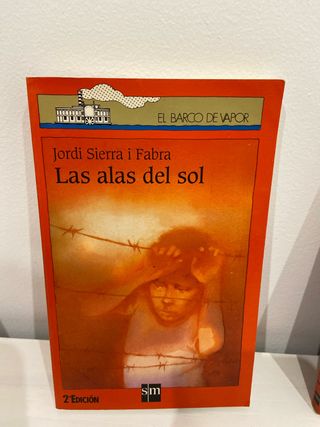 EL BARCO DE VAPOR
Jordi Sierra i Fabra
Las alas del sol
2ª EDICIÓN
sm